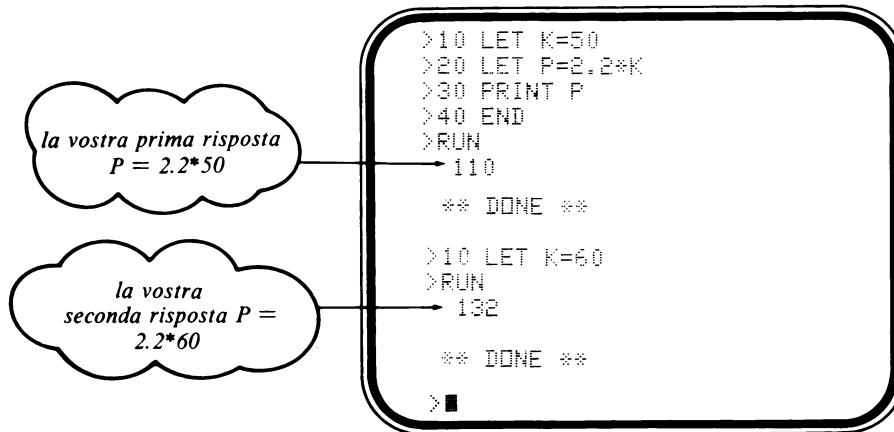 >10 LET K=50
>20 LET P=2.2*K
>30 PRINT P
>40 END
>RUN
110
** DONE **
>10 LET K=60
>RUN
132
** DONE **
>
la vostra prima risposta
P = 2.2*50
la vostra
seconda risposta P =
2.2*60